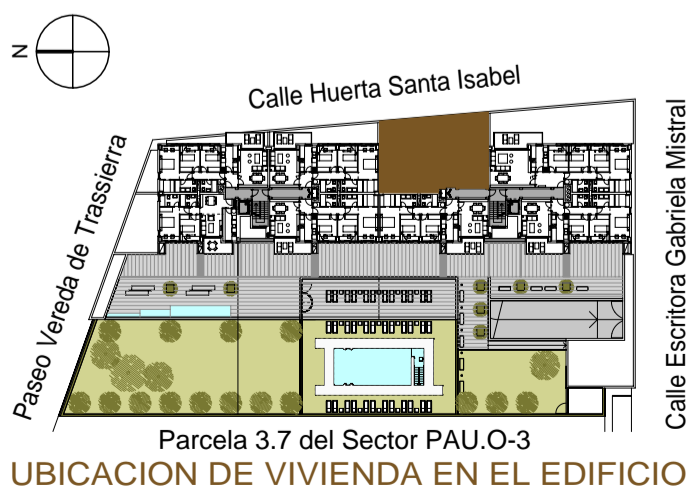 N
Calle Huerta Santa Isabel
Paseo Vereda de Trassierra
Calle Escritora Gabriela Mistral
Parcela 3.7 del Sector PAU.O-3
UBICACION DE VIVIENDA EN EL EDIFICIO